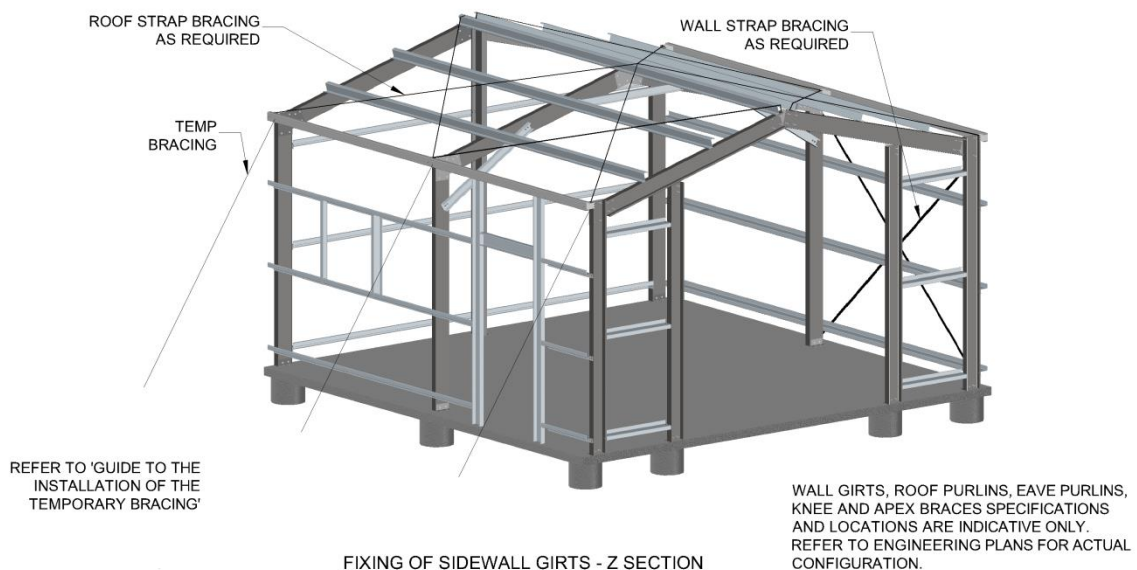 ROOF STRAP BRACING
AS REQUIRED
WALL STRAP BRACING
AS REQUIRED
TEMP
BRACING
REFER TO 'GUIDE TO THE
INSTALLATION OF THE
TEMPORARY BRACING'
WALL GIRTS, ROOF PURLINS, EAVE PURLINS,
KNEE AND APEX BRACES SPECIFICATIONS
AND LOCATIONS ARE INDICATIVE ONLY.
REFER TO ENGINEERING PLANS FOR ACTUAL
CONFIGURATION.
FIXING OF SIDEWALL GIRTS - Z SECTION